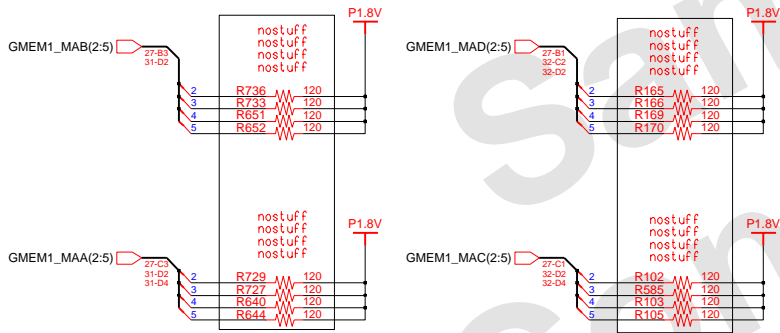 P1.8V
nostuff
nostuff
nostuff
nostuff
GMEM1_MAB(2:5)
27-B3
31-D2
2 R736 120
3 R733 120
4 R651 120
5 R652 120
P1.8V
nostuff
nostuff
nostuff
nostuff
GMEM1_MAD(2:5)
27-B1
32-C2
32-D2
2 R165 120
3 R166 120
4 R169 120
5 R170 120
P1.8V
nostuff
nostuff
nostuff
nostuff
GMEM1_MAA(2:5)
27-C3
31-D2
31-D4
2 R729 120
3 R727 120
4 R640 120
5 R644 120
P1.8V
nostuff
nostuff
nostuff
nostuff
GMEM1_MAC(2:5)
27-C1
32-D2
32-D4
2 R102 120
3 R585 120
4 R103 120
5 R105 120